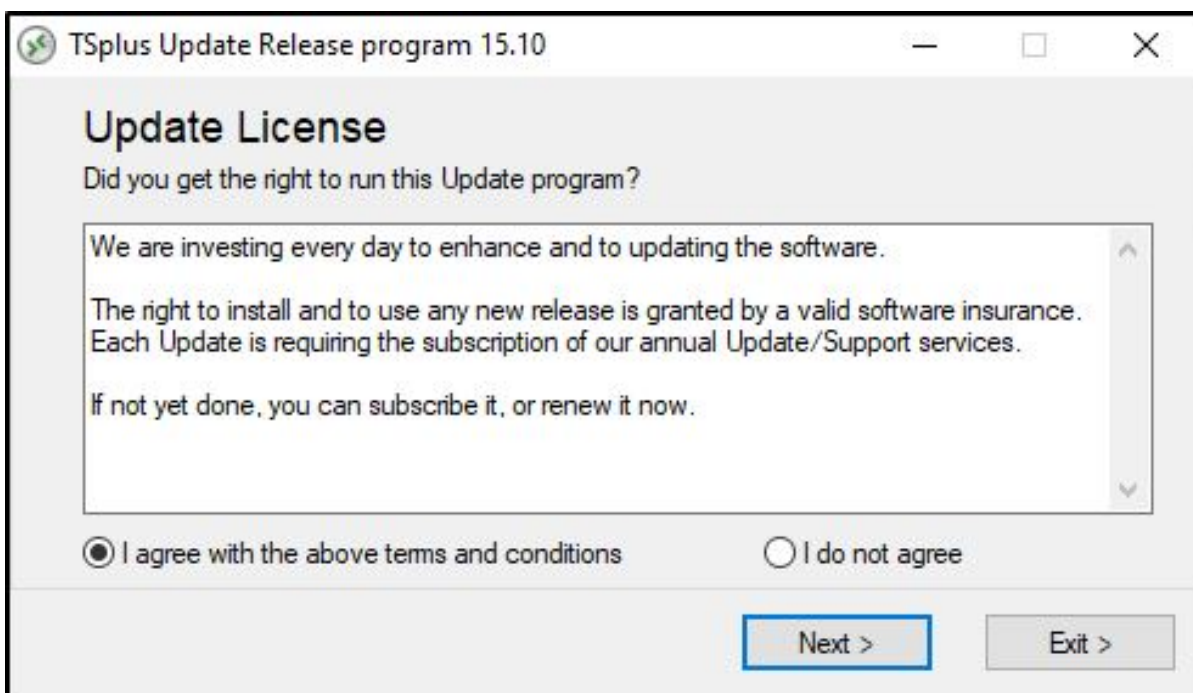 TSplus Update Release program 15.10
Update License
Did you get the right to run this Update program?
We are investing every day to enhance and to updating the software.
The right to install and to use any new release is granted by a valid software insurance.
Each Update is requiring the subscription of our annual Update/Support services.
If not yet done, you can subscribe it, or renew it now.
I agree with the above terms and conditions
I do not agree
Next >
Exit >